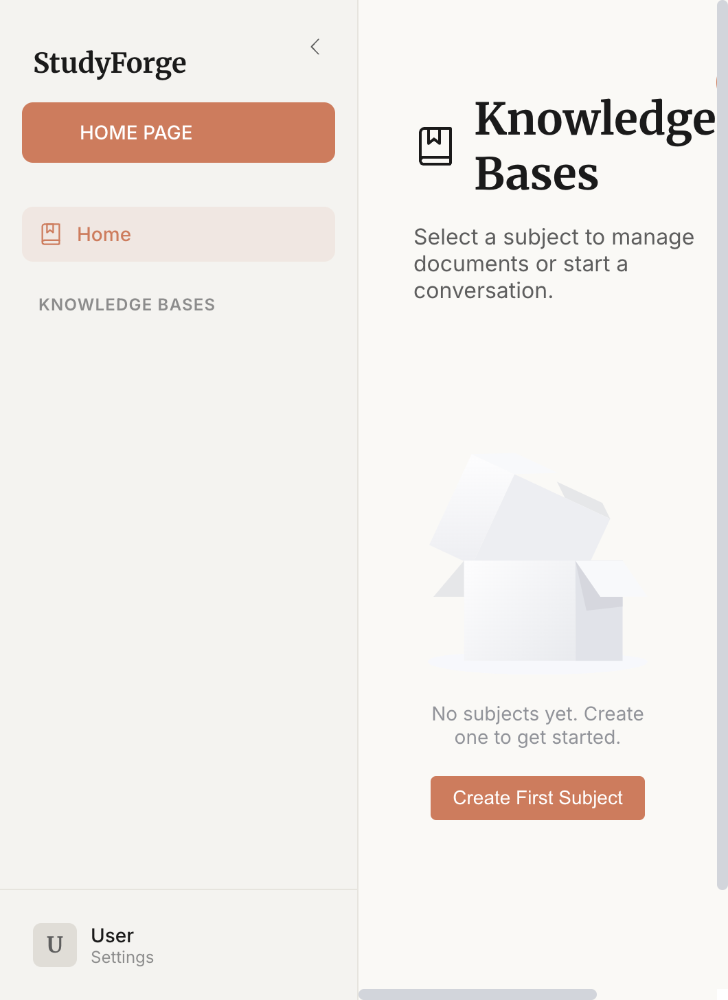 StudyForge
HOME PAGE
Home
KNOWLEDGE BASES
U
User
Settings
Knowledge
Bases
Select a subject to manage
documents or start a
conversation.
No subjects yet. Create
one to get started.
Create First Subject